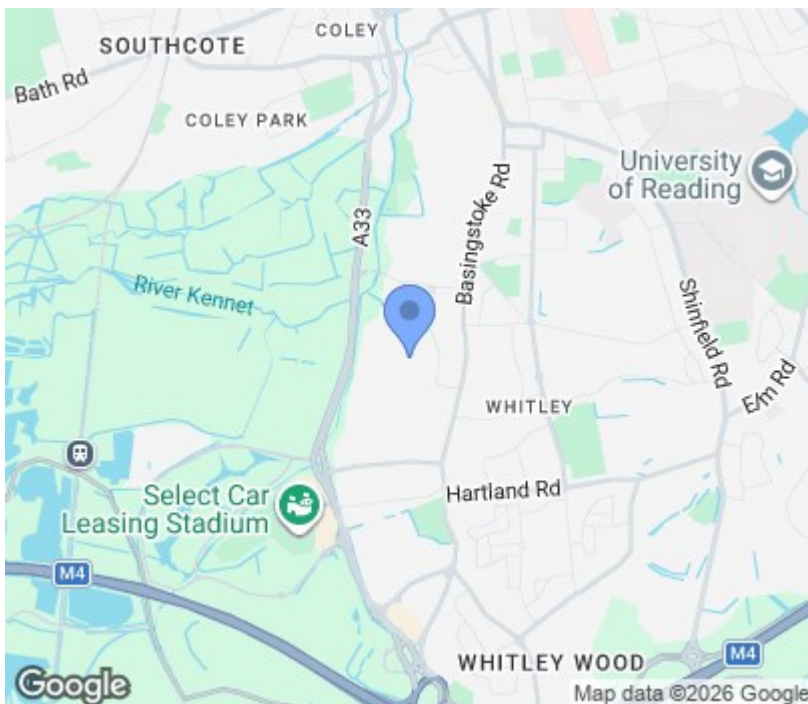 SOUTHCOTE
COLEY
Bath Rd
COLEY PARK
University
of Reading
A33
Basingstoke Rd
River Kennet
Shinfield Rd
E/m Rd
WHITLEY
Hartland Rd
Select Car
Leasing Stadium
M4
WHITLEY WOOD
M4
Google
Map data ©2026 Google